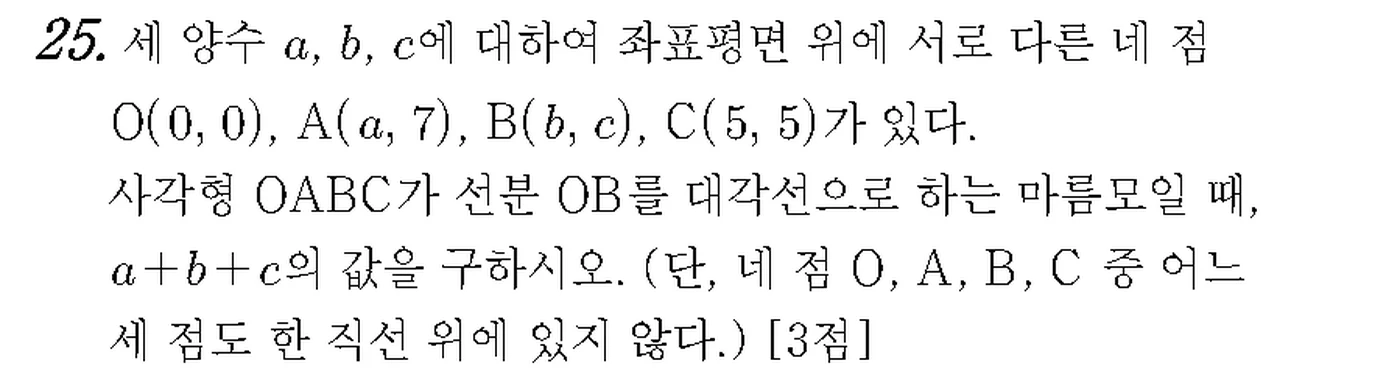 25. 세 양수 a, b, c에 대하여 좌표평면 위에 서로 다른 네 점
O(0, 0), A(a, 7), B(b, c), C(5, 5)가 있다.
사각형 OABC가 선분 OB를 대각선으로 하는 마름모일 때,
a+b+c의 값을 구하시오. (단, 네 점 O, A, B, C 중 어느
세 점도 한 직선 위에 있지 않다.) [3점]